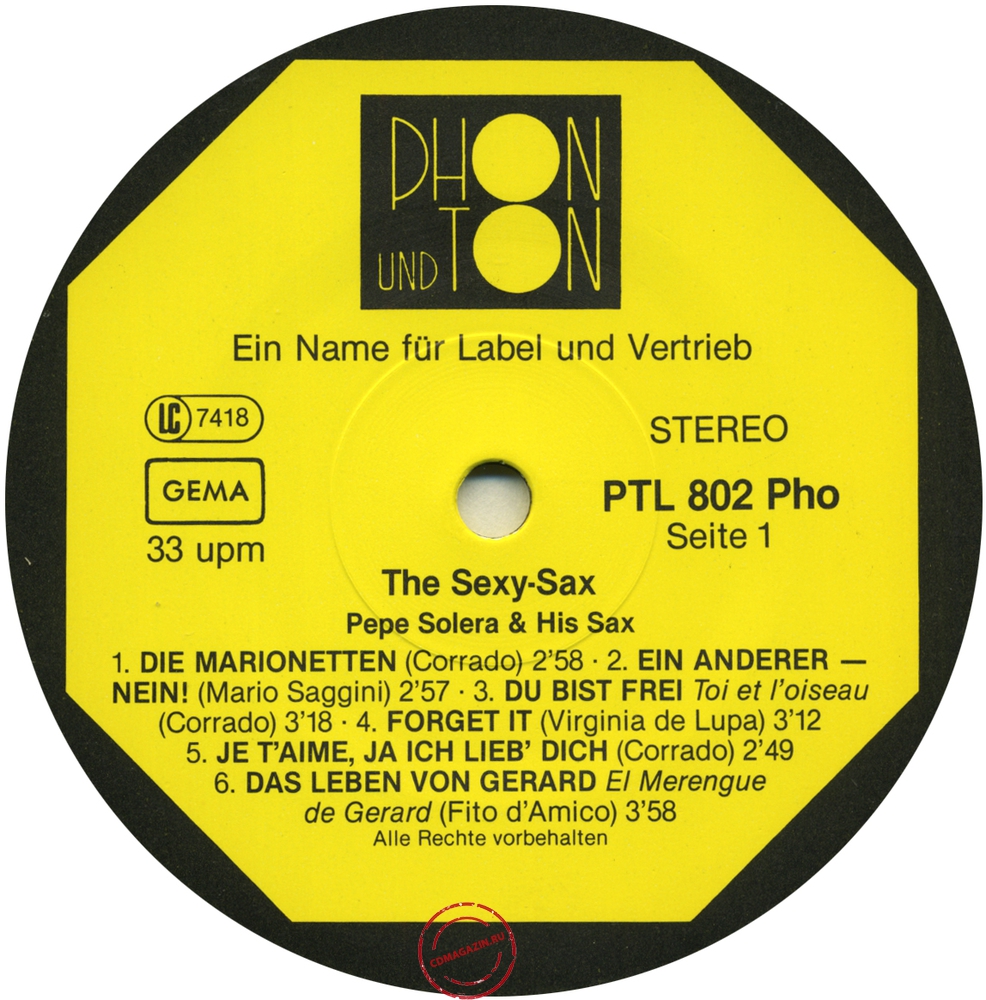 PHON
UND TON
Ein Name für Label und Vertrieb
LC 7418
STEREO
GEMA
PTL 802 Pho
33 upm
Seite 1
The Sexy-Sax
Pepe Solera & His Sax
1. DIE MARIONETTEN (Corrado) 2’58 · 2. EIN ANDERER —
NEIN! (Mario Saggini) 2’57 · 3. DU BIST FREI Toi et l’oiseau
(Corrado) 3’18 · 4. FORGET IT (Virginia de Lupa) 3’12
5. JE T’AIME, JA ICH LIEB’ DICH (Corrado) 2’49
6. DAS LEBEN VON GERARD El Merengue
de Gerard (Fito d’Amico) 3’58
Alle Rechte vorbehalten
CDMAGAZIN.RU